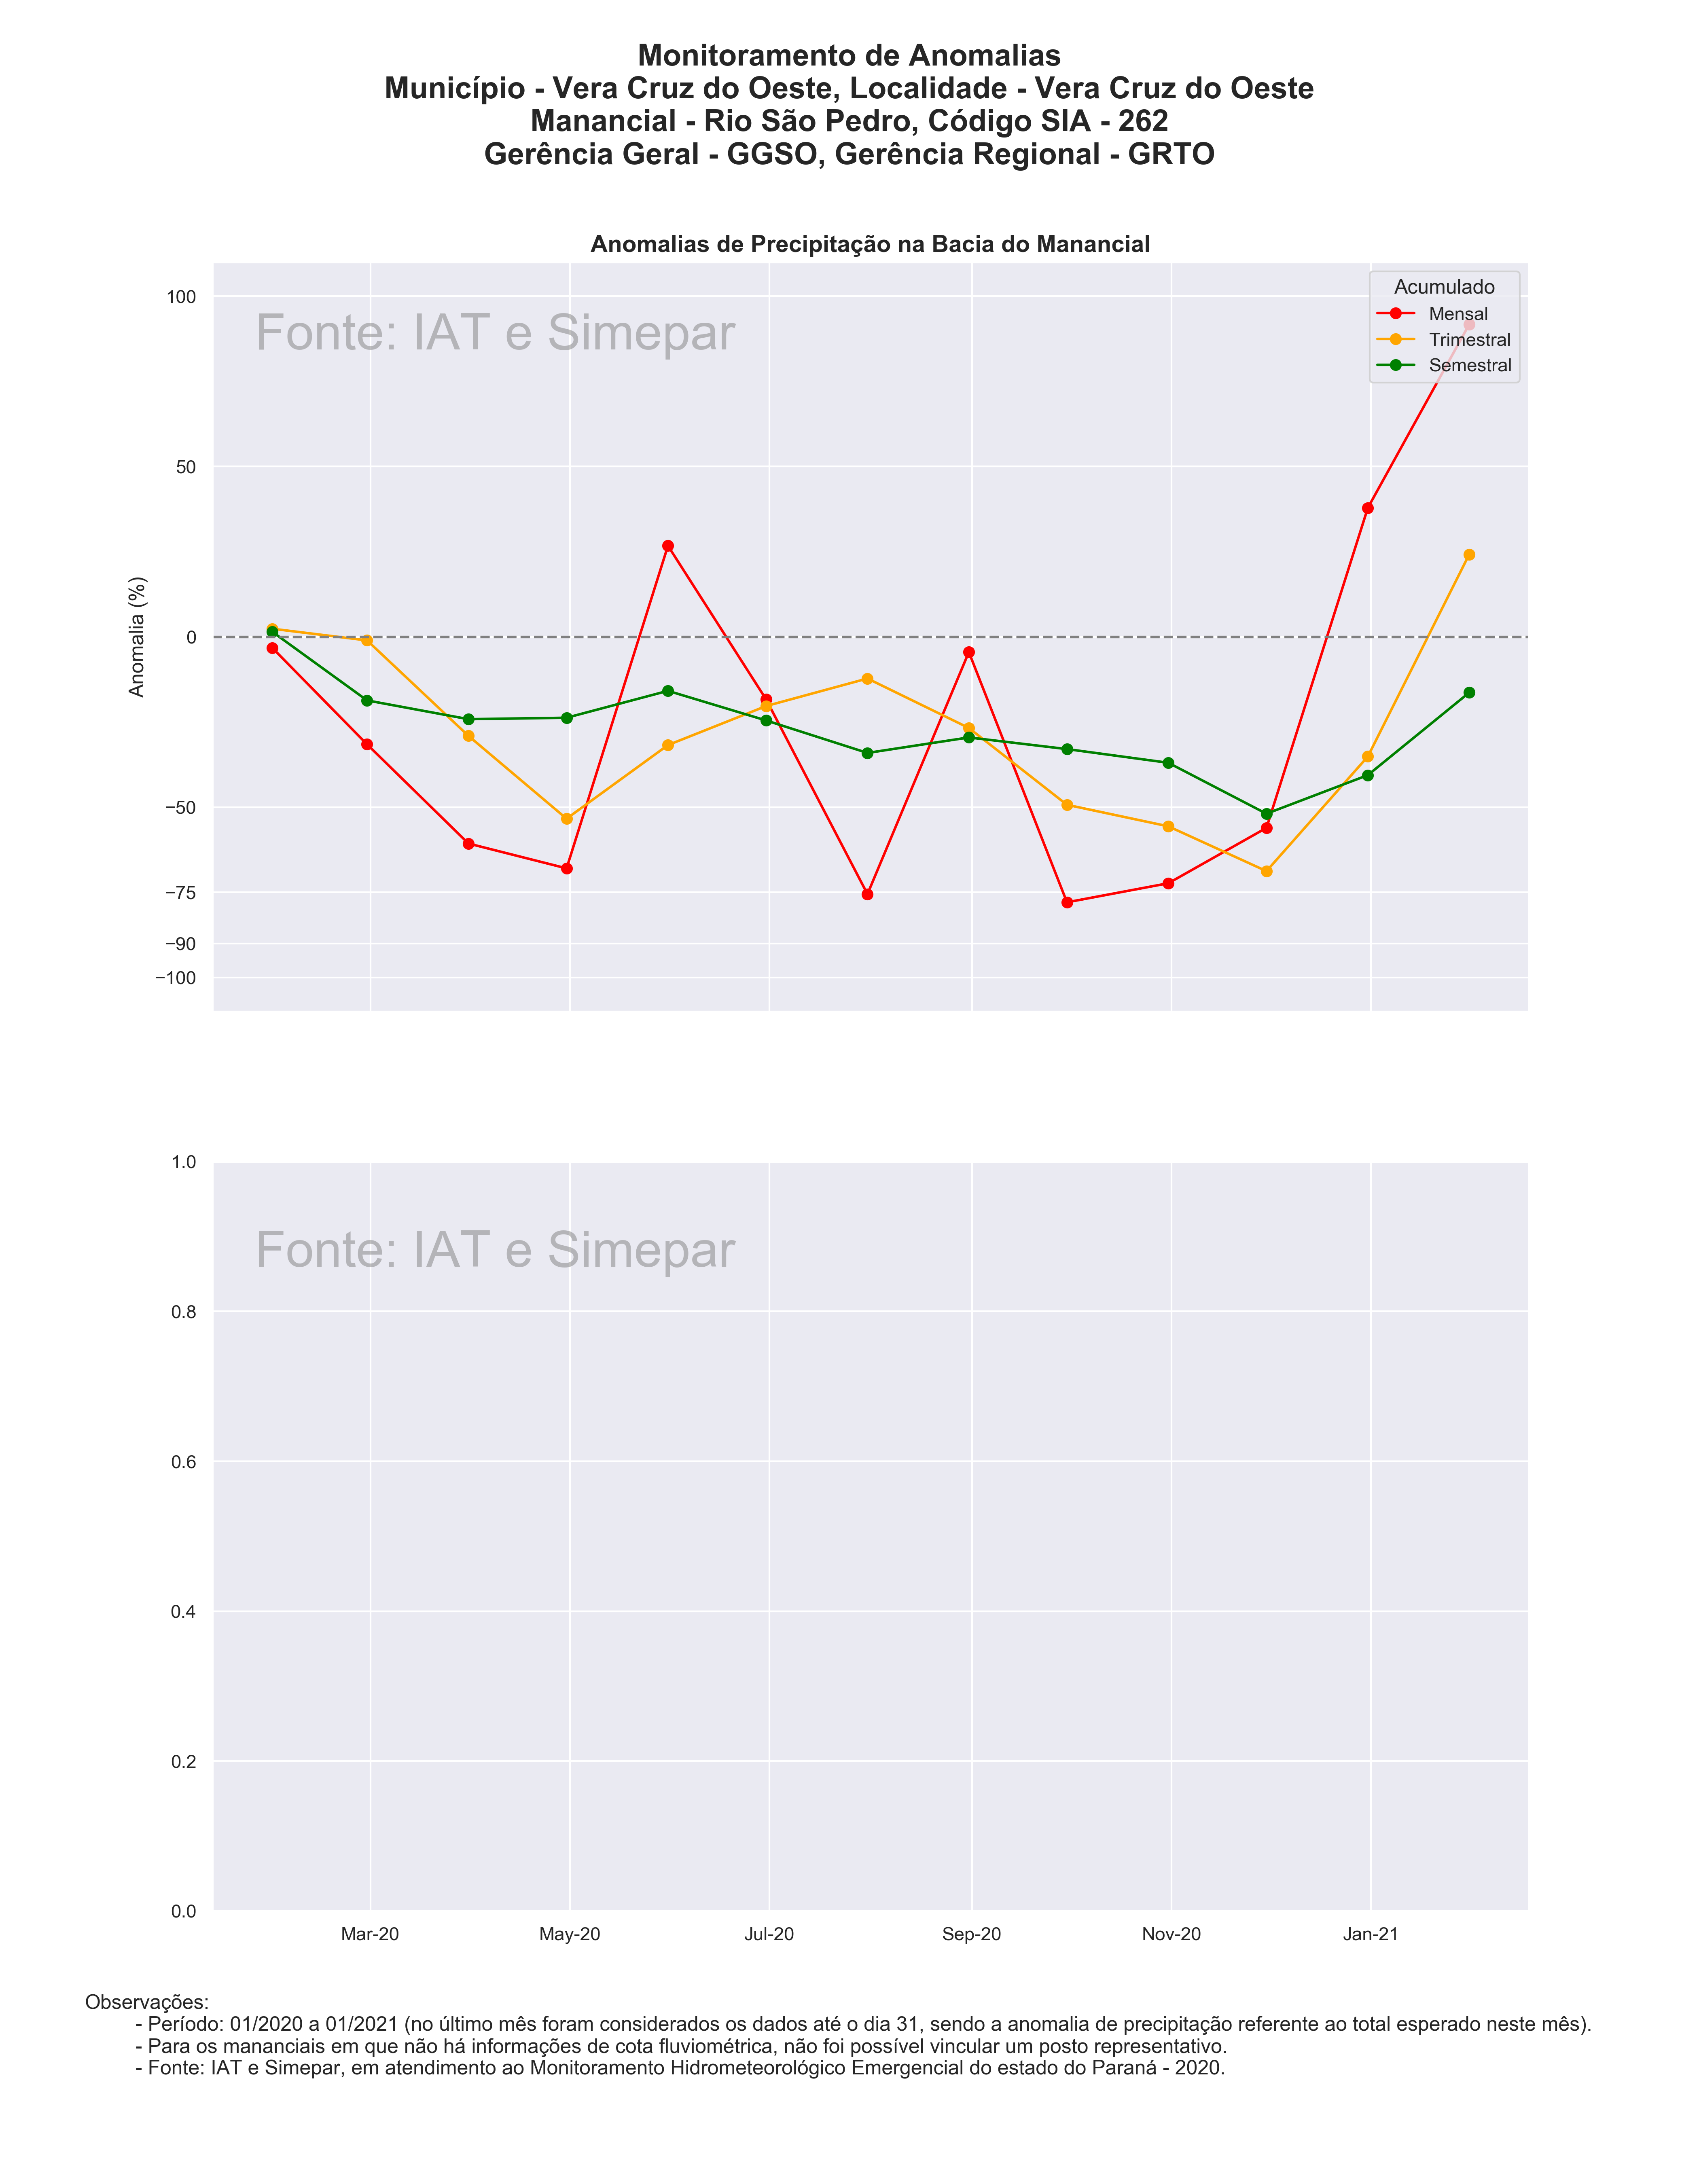 Monitoramento de Anomalias
Município - Vera Cruz do Oeste, Localidade - Vera Cruz do Oeste
Manancial - Rio São Pedro, Código SIA - 262
Gerência Geral - GGSO, Gerência Regional - GRTO
Anomalias de Precipitação na Bacia do Manancial
Fonte: IAT e Simepar
Acumulado
Mensal
Trimestral
Semestral
Anomalia (%)
100
50
0
−50
−75
−90
−100
Fonte: IAT e Simepar
1.0
0.8
0.6
0.4
0.2
0.0
Mar-20 May-20 Jul-20 Sep-20 Nov-20 Jan-21
Observações:
- Período: 01/2020 a 01/2021 (no último mês foram considerados os dados até o dia 31, sendo a anomalia de precipitação referente ao total esperado neste mês).
- Para os mananciais em que não há informações de cota fluviométrica, não foi possível vincular um posto representativo.
- Fonte: IAT e Simepar, em atendimento ao Monitoramento Hidrometeorológico Emergencial do estado do Paraná - 2020.